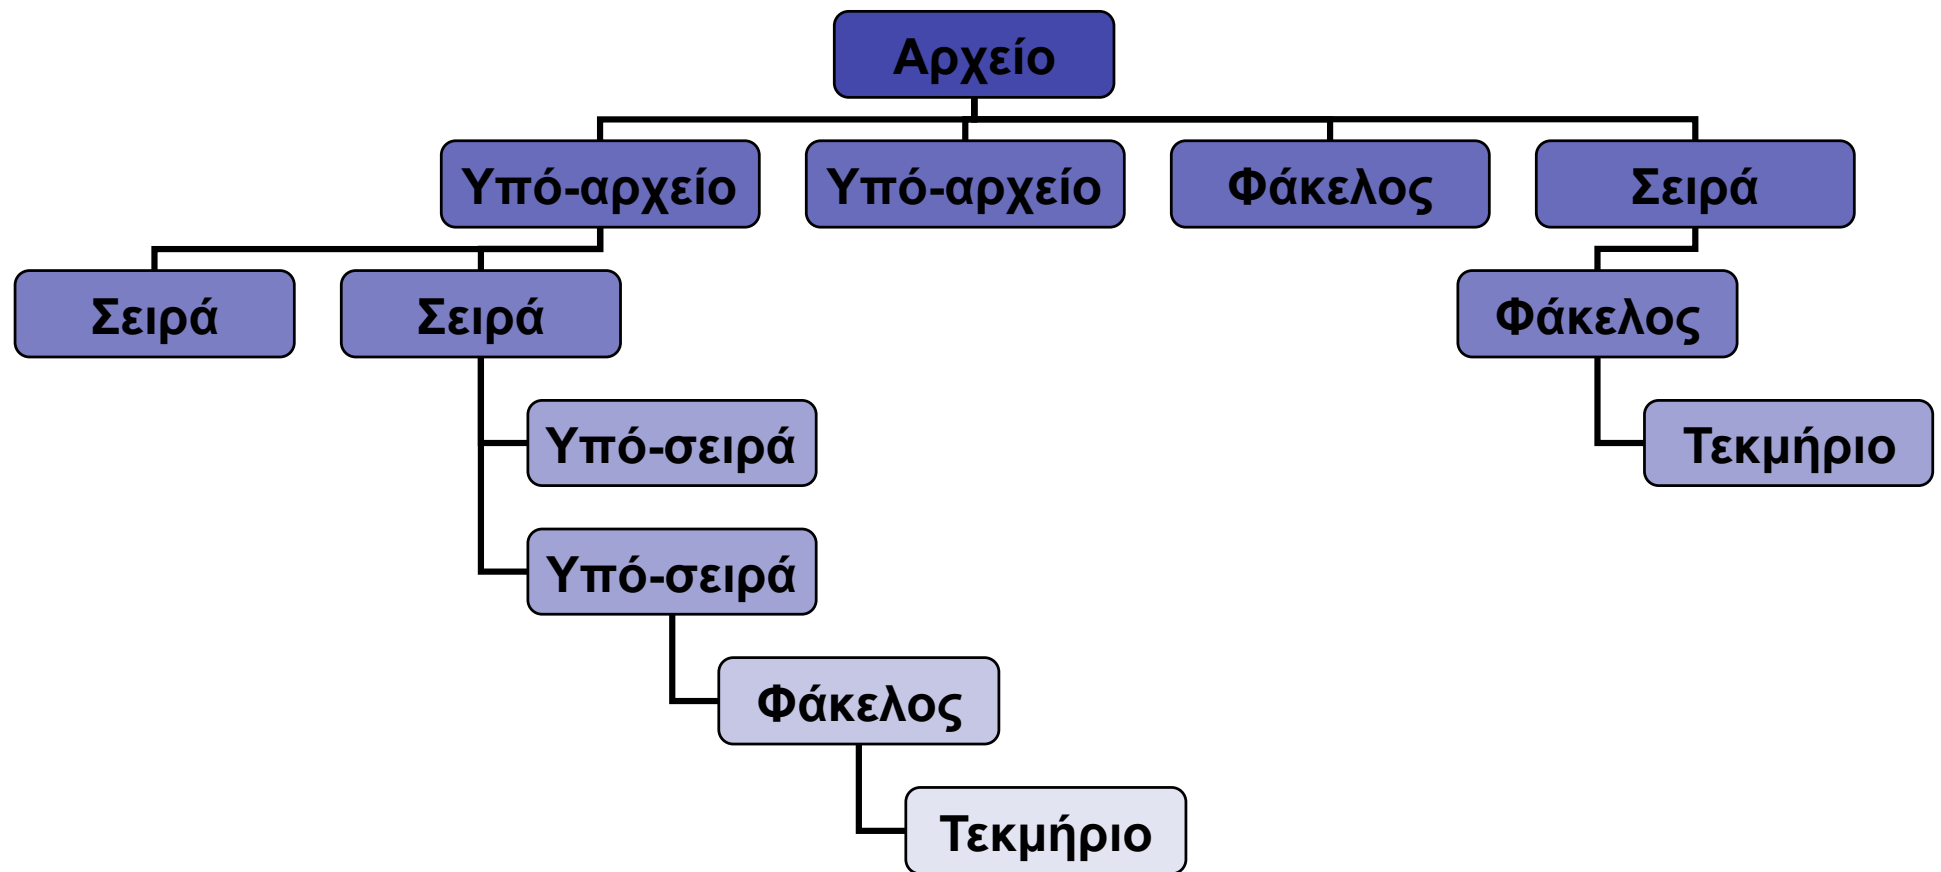 Αρχείο
Υπό-αρχείο
Υπό-αρχείο
Φάκελος
Σειρά
Σειρά
Σειρά
Φάκελος
Υπό-σειρά
Τεκμήριο
Υπό-σειρά
Φάκελος
Τεκμήριο